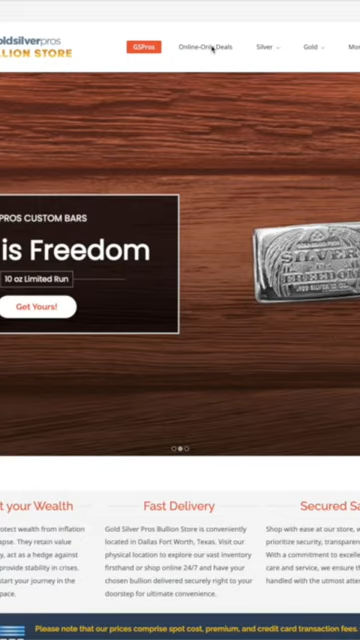 oldsilverpros
LLION STORE
GSPros
Online-Only Deals
Silver
Gold
Mor
PROS CUSTOM BARS
is Freedom
10 oz Limited Run
Get Yours!
SILVER
FREEDOM
t your Wealth
Fast Delivery
Secured Sa
otect wealth from inflation
apse. They retain value
y, act as a hedge against
provide stability in crises.
start your journey in the
pace.
Gold Silver Pros Bullion Store is conveniently
located in Dallas Fort Worth, Texas. Visit our
physical location to explore our vast inventory
firsthand or shop online 24/7 and have your
chosen bullion delivered securely right to your
doorstep for ultimate convenience.
Shop with ease at our store, w
prioritize security, transparen
With a commitment to excelle
care and service, we ensure th
handled with the utmost atten
Please note that our prices comprise spot cost, premium, and credit card transaction fees.